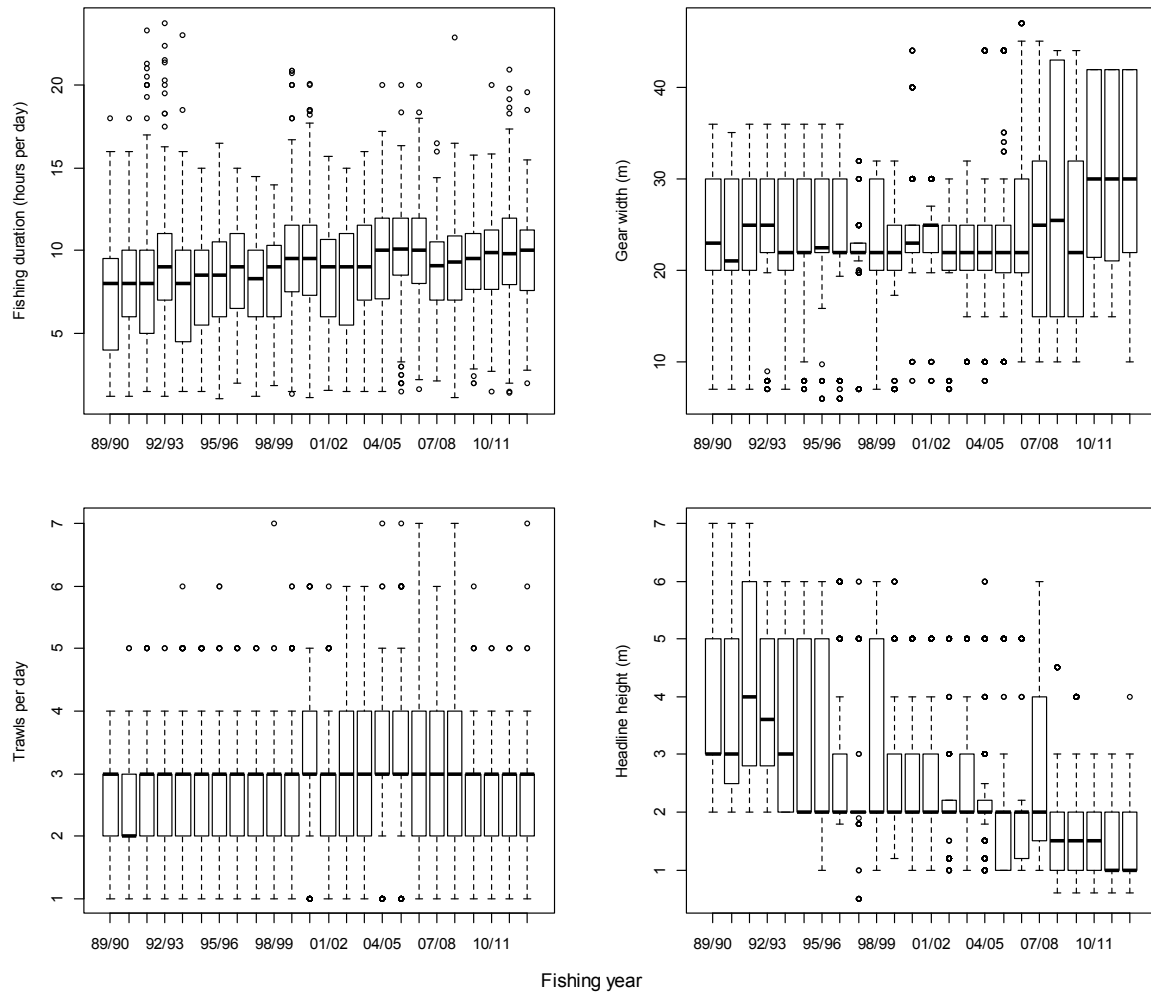 Fishing duration (hours per day)
20
15
10
5
89/90 92/93 95/96 98/99 01/02 04/05 07/08 10/11
Gear width (m)
40
30
20
10
89/90 92/93 95/96 98/99 01/02 04/05 07/08 10/11
Trawls per day
7
6
5
4
3
2
1
89/90 92/93 95/96 98/99 01/02 04/05 07/08 10/11
Headline height (m)
7
6
5
4
3
2
1
89/90 92/93 95/96 98/99 01/02 04/05 07/08 10/11
Fishing year